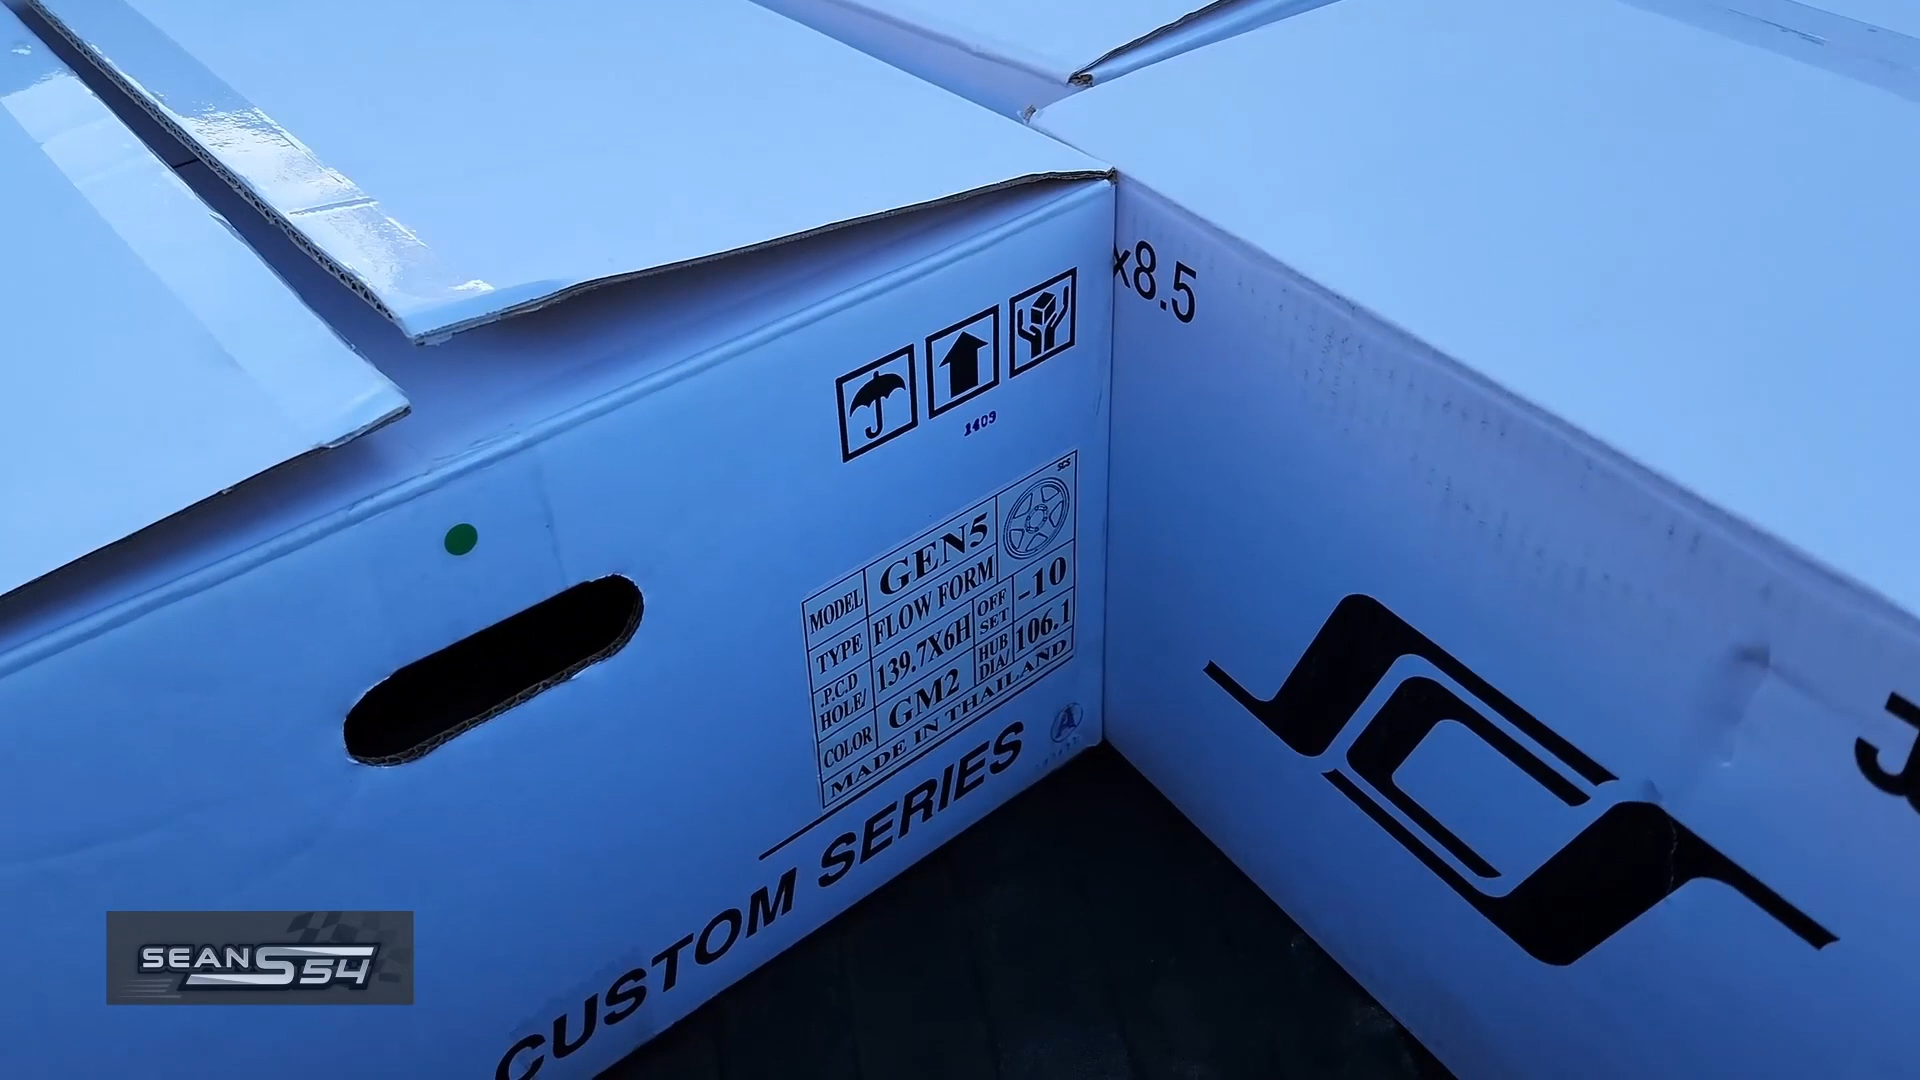 x8.5
1409
SCS
MODEL GEN5
TYPE FLOW FORM
P.C.D HOLE/ 139.7X6H OFF SET -10
COLOR GM2 HUB DIA/ 106.1
MADE IN THAILAND
CUSTOM SERIES
SCS
SEANS54